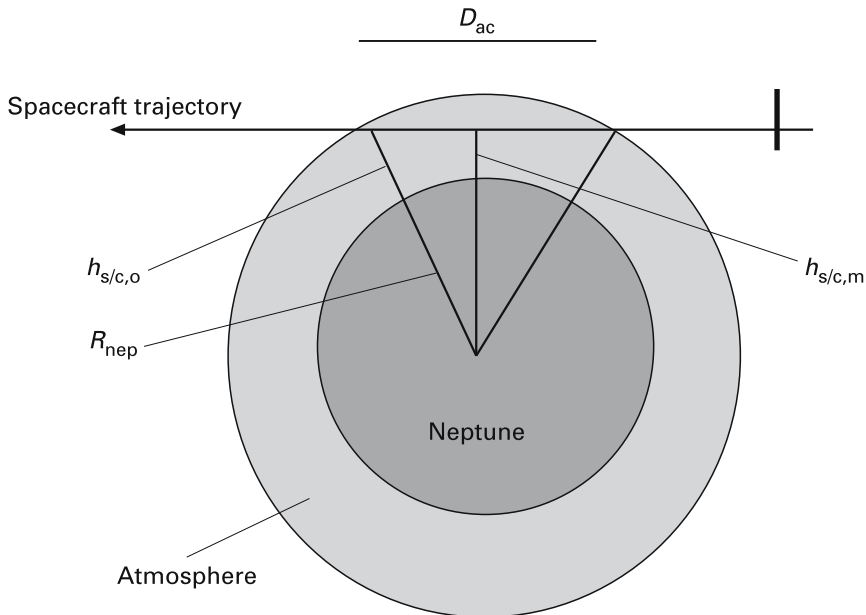 D_ac
Spacecraft trajectory
h_s/c,o
h_s/c,m
R_nep
Neptune
Atmosphere